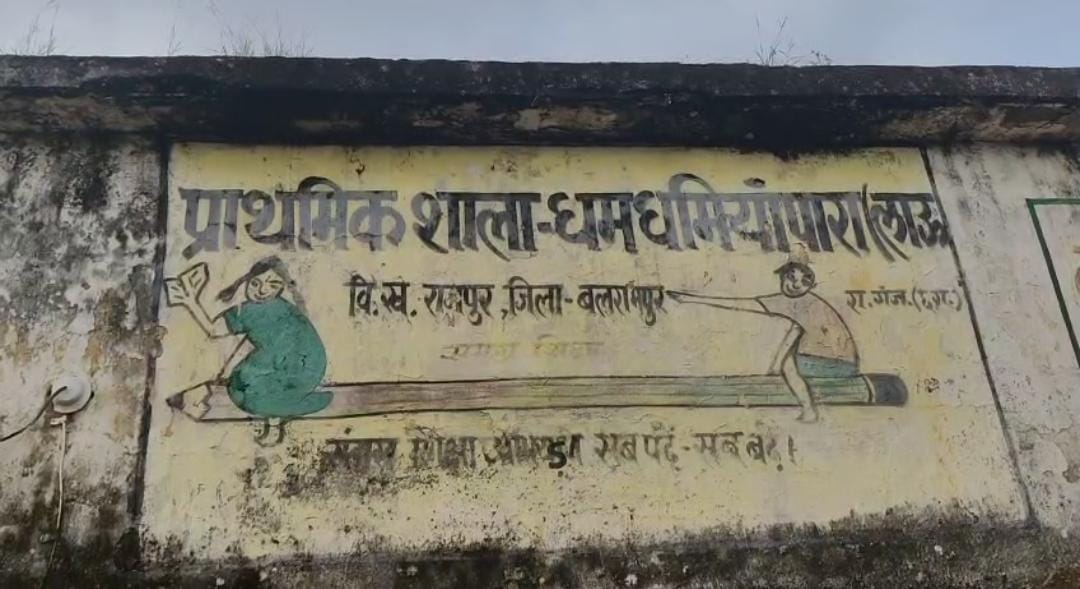 प्राथमिक शाला-धमधमियांपारा(लाऊ
वि.ख. राजपुर ,जिला-बलरामपुर रा.गंज.(छ.ग.)
शिक्षा सब पढ़ें-सब बढ़ें।